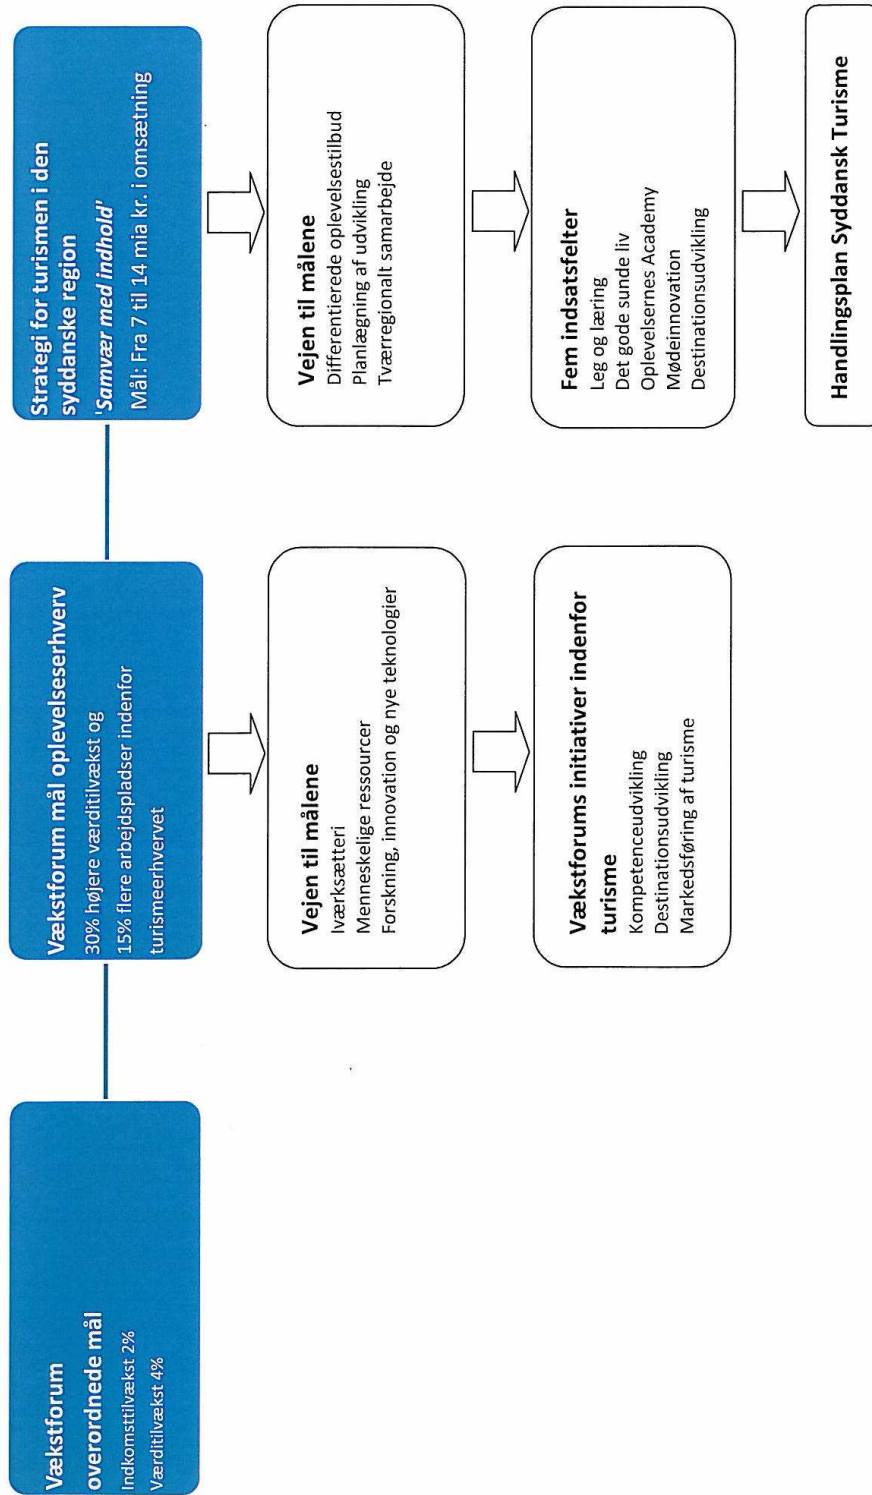 Vækstforum
overordnede mål
Indkomsttilvækst 2%
Værditilvækst 4%
Vækstforum mål oplevelseserhverv
30% højere værditilvækst og
15% flere arbejdspladser indenfor
turismeerhvervet
Vejen til målene
Iværksætteri
Menneskelige ressourcer
Forskning, innovation og nye teknologier
Vækstforums initiativer indenfor
turisme
Kompetenceudvikling
Destinationsudvikling
Markedsføring af turisme
Strategi for turismen i den
syddanske region
'Samvær med indhold'
Mål: Fra 7 til 14 mia kr. i omsætning
Vejen til målene
Differentierede oplevelsestilbud
Planlægning af udvikling
Tværregionalt samarbejde
Fem indsatsfelter
Leg og læring
Det gode sunde liv
Oplevelsernes Academy
Mødeinnovation
Destinationsudvikling
Handlingsplan Syddansk Turisme